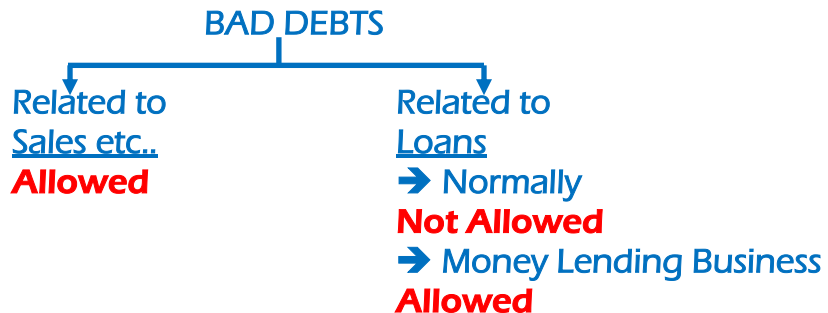 BAD DEBTS
Related to
Sales etc..
Allowed
Related to
Loans
➔ Normally
Not Allowed
➔ Money Lending Business
Allowed